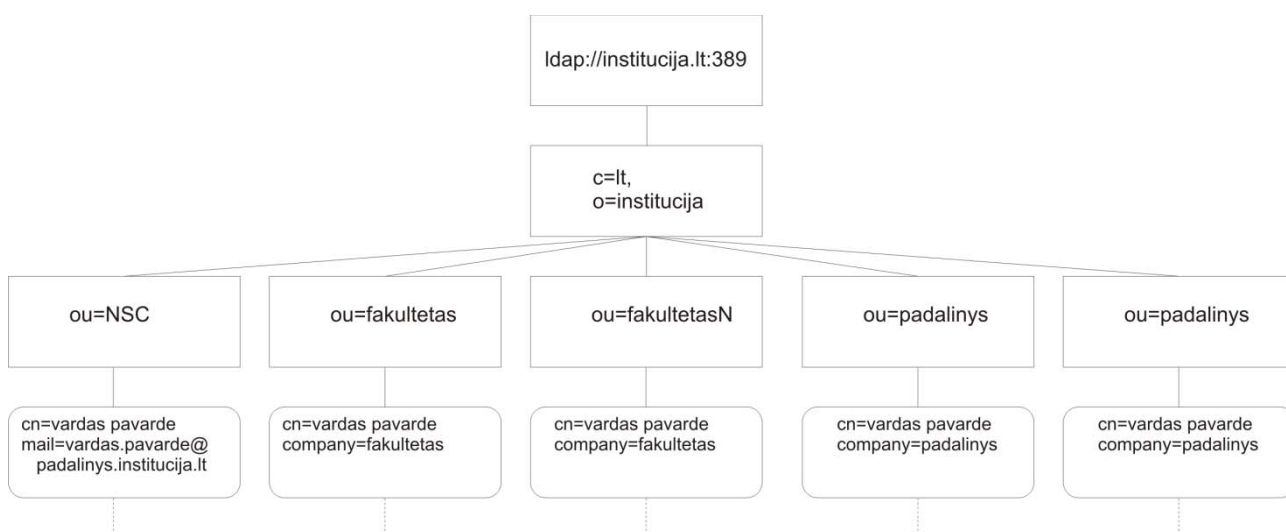 ldap://institucija.lt:389
c=lt,
o=institucija
ou=NSC
ou=fakultetas
ou=fakultetasN
ou=padalinys
ou=padalinys
cn=vardas pavarde
mail=vardas.pavarde@
padalinys.institucija.lt
cn=vardas pavarde
company=fakultetas
cn=vardas pavarde
company=fakultetas
cn=vardas pavarde
company=padalinys
cn=vardas pavarde
company=padalinys